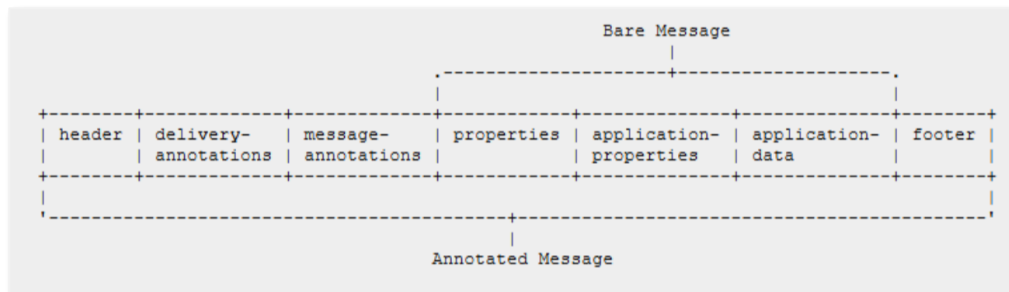 Bare Message
| header | delivery- | message- | properties | application- | application- | footer |
| | annotations | annotations | | properties | data | |
Annotated Message